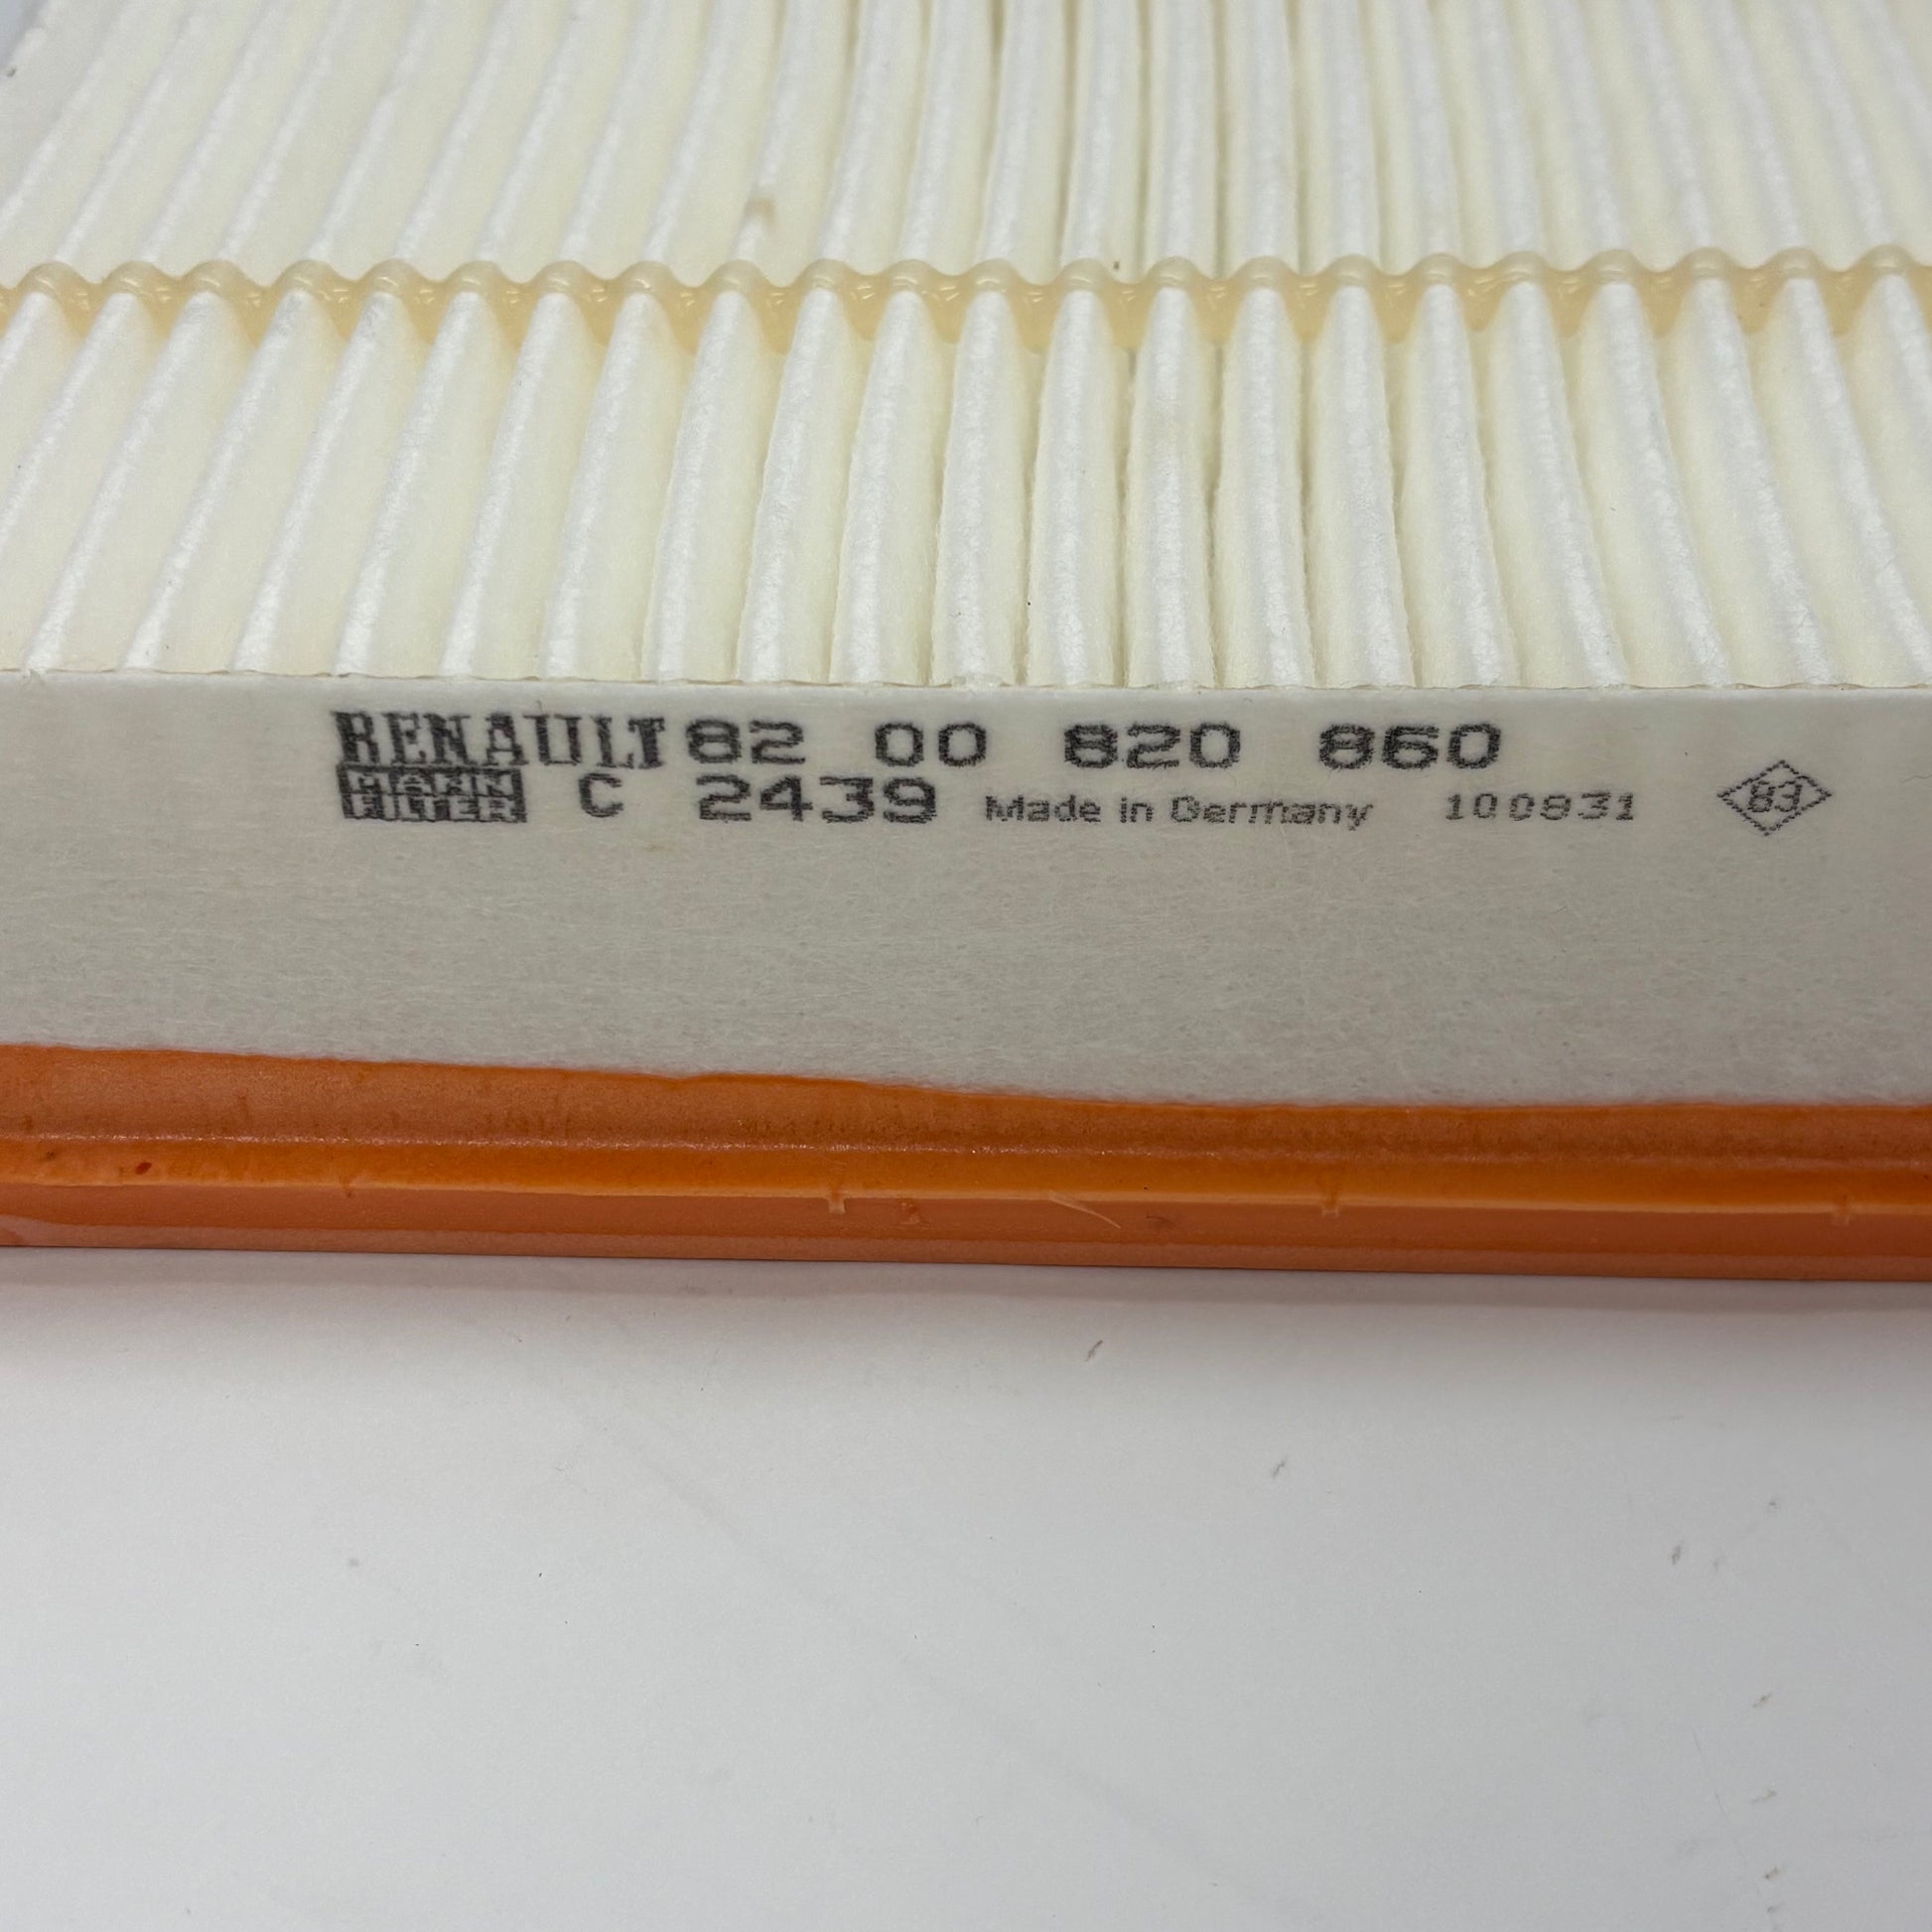 RENAULT 82 00 820 860
MANN FILTER C 2439 Made in Germany 100831 83